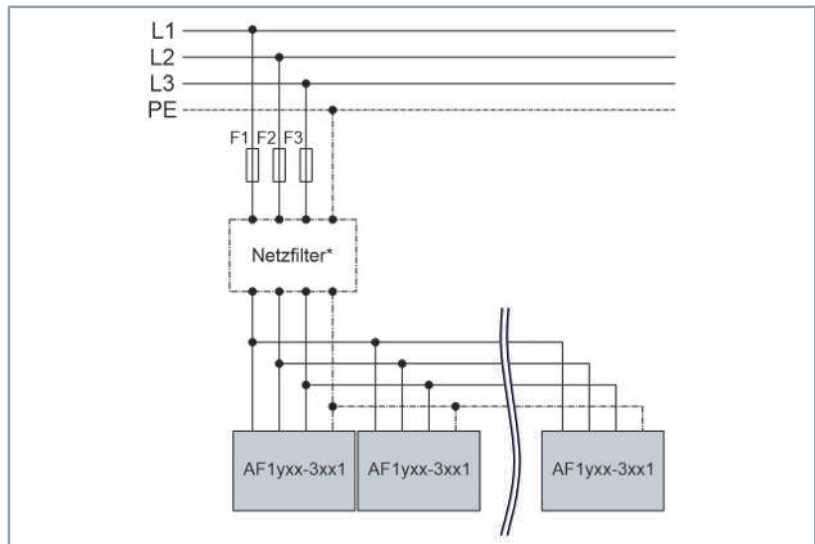 L1
L2
L3
PE
F1 F2 F3
Netzfilter*
AF1yxx-3xx1 AF1yxx-3xx1 AF1yxx-3xx1